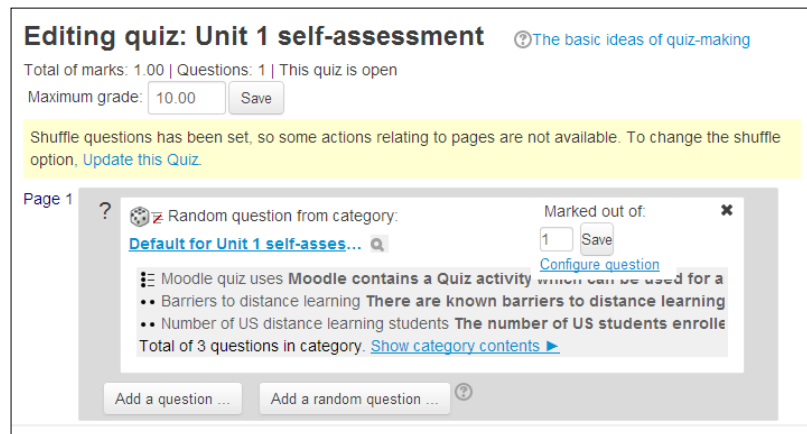 Editing quiz: Unit 1 self-assessment ?The basic ideas of quiz-making
Total of marks: 1.00 | Questions: 1 | This quiz is open
Maximum grade: 10.00 Save
Shuffle questions has been set, so some actions relating to pages are not available. To change the shuffle
option, Update this Quiz.
Page 1
? Random question from category: Marked out of:
Default for Unit 1 self-asses... 1 Save
Configure question
Moodle quiz uses Moodle contains a Quiz activity which can be used for a
Barriers to distance learning There are known barriers to distance learning
Number of US distance learning students The number of US students enrolle
Total of 3 questions in category. Show category contents ►
Add a question ... Add a random question ... ?